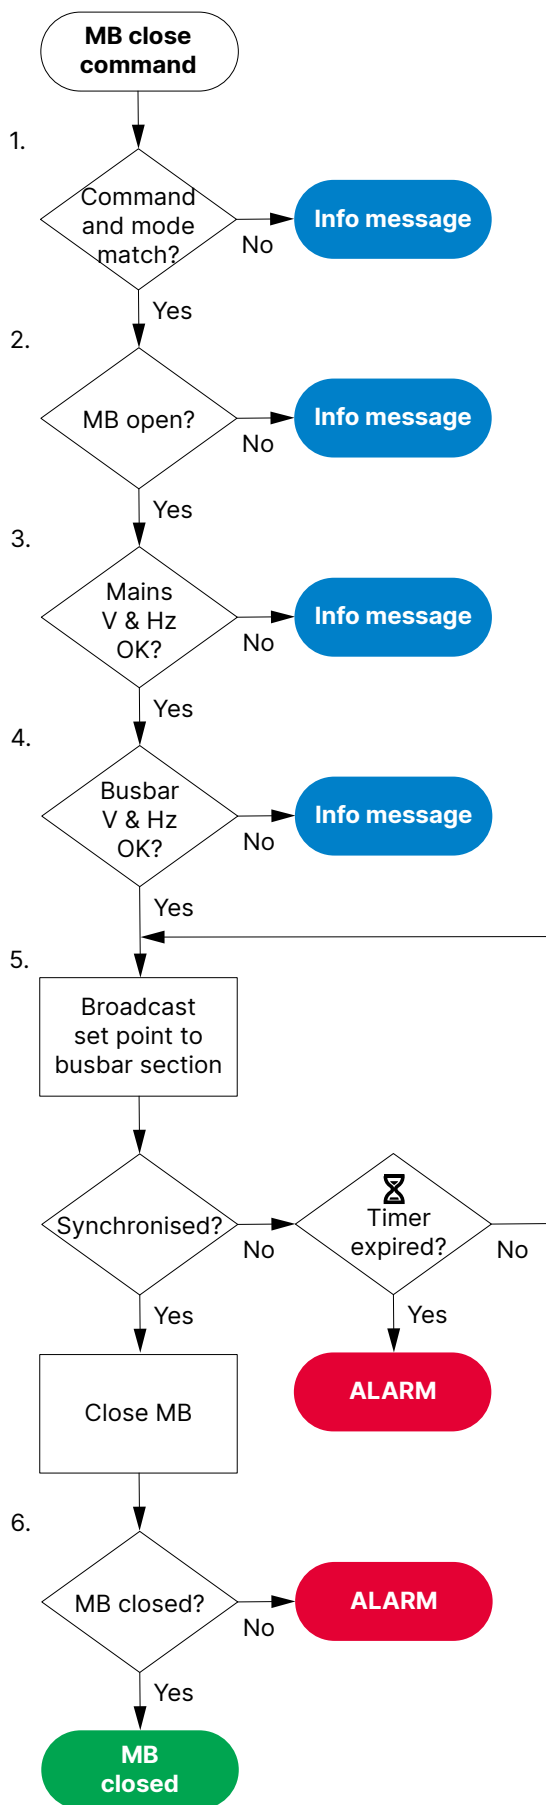 MB close
command
1.
Command
and mode
match?
No
Info message
Yes
2.
MB open?
No
Info message
Yes
3.
Mains
V & Hz
OK?
No
Info message
Yes
4.
Busbar
V & Hz
OK?
No
Info message
Yes
5.
Broadcast
set point to
busbar section
Synchronised?
No
Timer
expired?
No
Yes
Yes
Close MB
ALARM
6.
MB closed?
No
ALARM
Yes
MB
closed